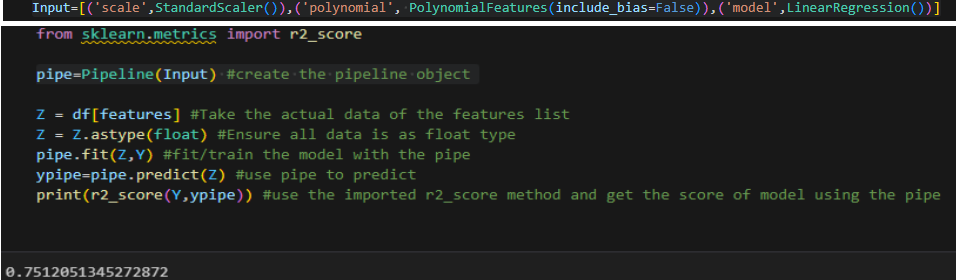 Input=[('scale',StandardScaler()),('polynomial', PolynomialFeatures(include_bias=False)),('model',LinearRegression())]
from sklearn.metrics import r2_score
pipe=Pipeline(Input) #create the pipeline object
Z = df[features] #Take the actual data of the features list
Z = Z.astype(float) #Ensure all data is as float type
pipe.fit(Z,Y) #fit/train the model with the pipe
ypipe=pipe.predict(Z) #use pipe to predict
print(r2_score(Y,ypipe)) #use the imported r2_score method and get the score of model using the pipe
0.7512051345272872